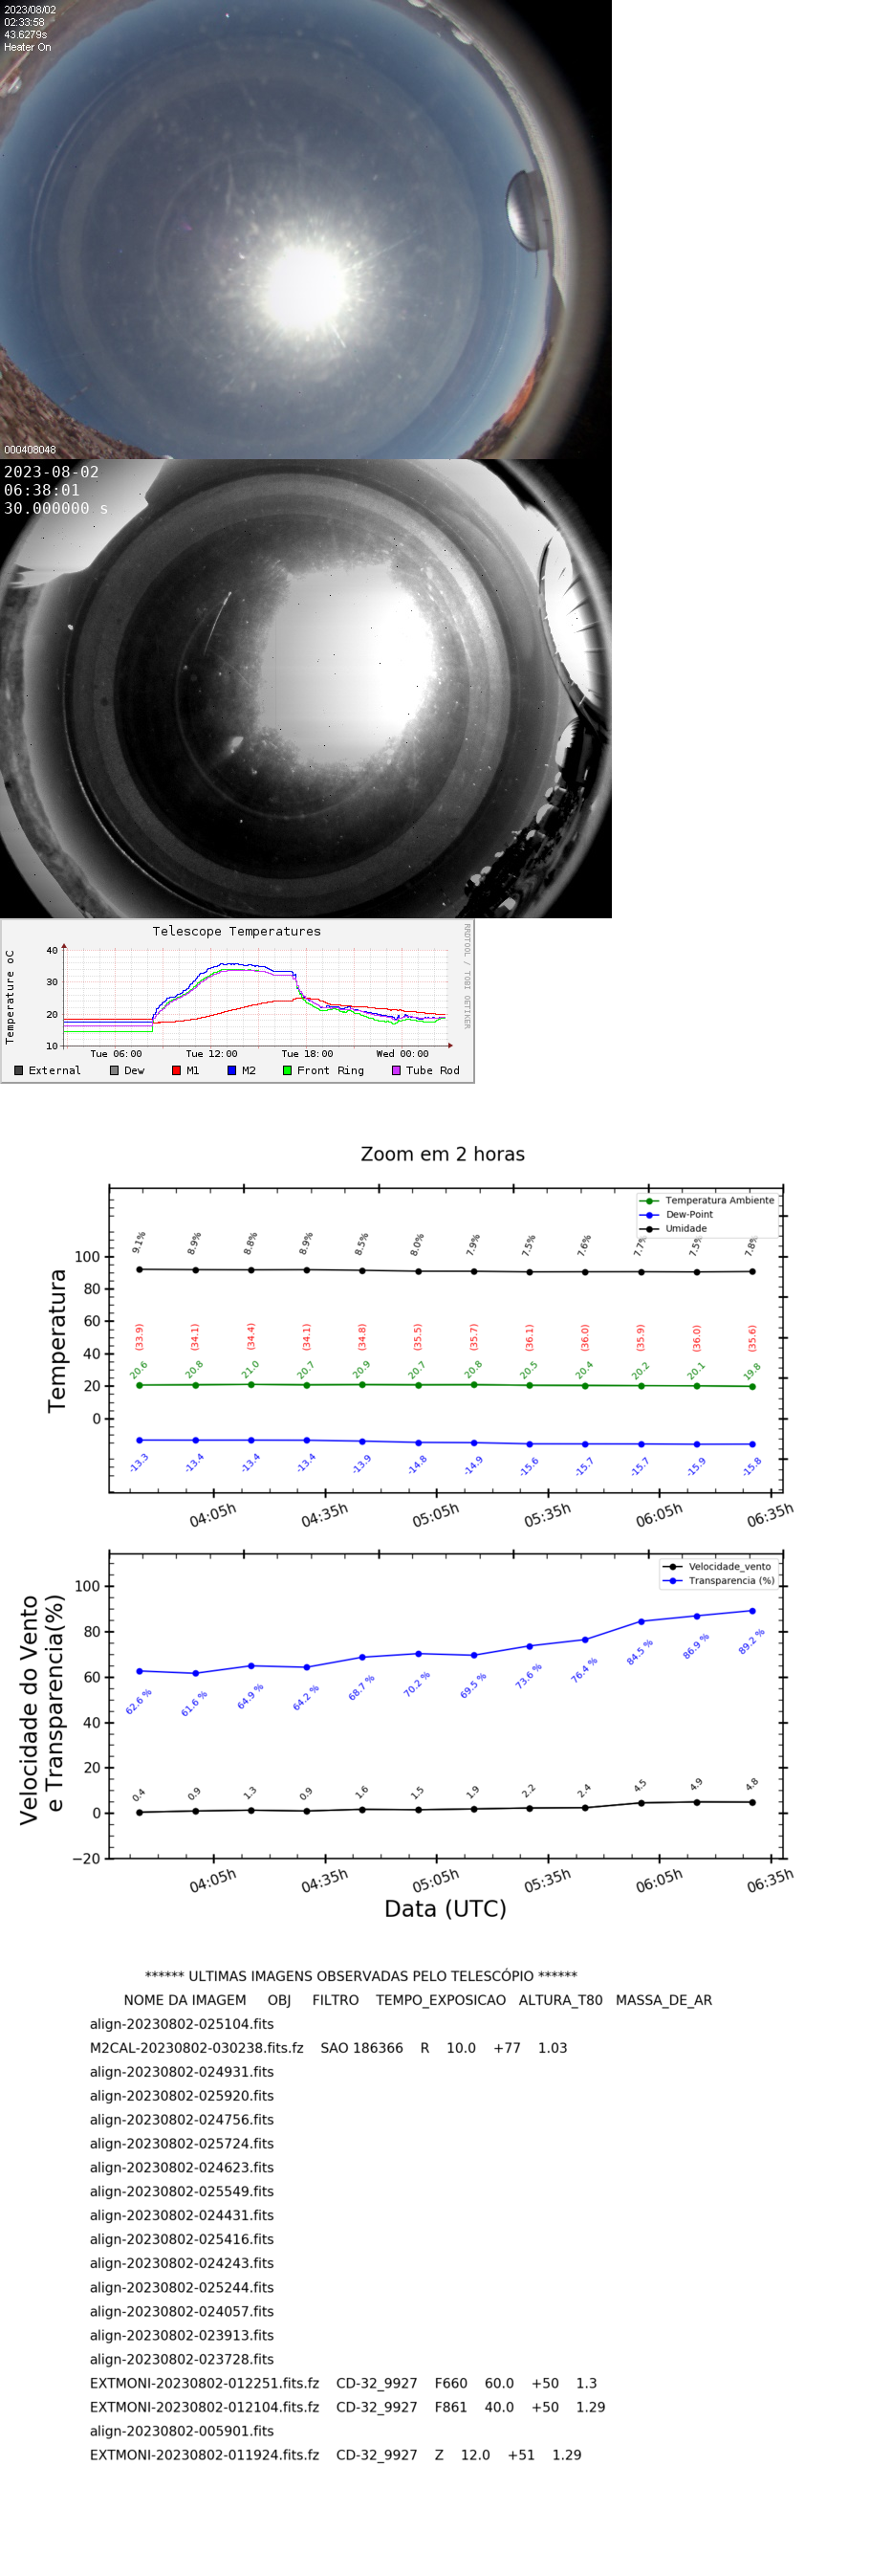 2023/08/02
02:33:58
43.6279s
Heater On
000408048
2023-08-02
06:38:01
30.000000 s
Telescope Temperatures
RRDTOOL / TOBI OETIKER
Temperature oC
40
30
20
10
Tue 06:00 Tue 12:00 Tue 18:00 Wed 00:00
External Dew M1 M2 Front Ring Tube Rod
Zoom em 2 horas
Temperatura Ambiente
Dew-Point
Umidade
9.1% 8.9% 8.8% 8.9% 8.5% 8.0% 7.9% 7.5% 7.6% 7.7% 7.5% 7.8%
Temperatura
100
80
60
40
20
0
(33.9) (34.1) (34.4) (34.1) (34.8) (35.5) (35.7) (36.1) (36.0) (35.9) (36.0) (35.6)
20.6 20.8 21.0 20.7 20.9 20.7 20.8 20.5 20.4 20.2 20.1 19.8
-13.3 -13.4 -13.4 -13.4 -13.9 -14.8 -14.9 -15.6 -15.7 -15.7 -15.9 -15.8
04:05h 04:35h 05:05h 05:35h 06:05h 06:35h
Velocidade_vento
Transparencia (%)
Velocidade do Vento
e Transparencia(%)
100
80
60
40
20
0
−20
62.6 % 61.6 % 64.9 % 64.2 % 68.7 % 70.2 % 69.5 % 73.6 % 76.4 % 84.5 % 86.9 % 89.2 %
0.4 0.9 1.3 0.9 1.6 1.5 1.9 2.2 2.4 4.5 4.9 4.8
04:05h 04:35h 05:05h 05:35h 06:05h 06:35h
Data (UTC)
****** ULTIMAS IMAGENS OBSERVADAS PELO TELESCÓPIO ******
NOME DA IMAGEM OBJ FILTRO TEMPO_EXPOSICAO ALTURA_T80 MASSA_DE_AR
align-20230802-025104.fits
M2CAL-20230802-030238.fits.fz SAO 186366 R 10.0 +77 1.03
align-20230802-024931.fits
align-20230802-025920.fits
align-20230802-024756.fits
align-20230802-025724.fits
align-20230802-024623.fits
align-20230802-025549.fits
align-20230802-024431.fits
align-20230802-025416.fits
align-20230802-024243.fits
align-20230802-025244.fits
align-20230802-024057.fits
align-20230802-023913.fits
align-20230802-023728.fits
EXTMONI-20230802-012251.fits.fz CD-32_9927 F660 60.0 +50 1.3
EXTMONI-20230802-012104.fits.fz CD-32_9927 F861 40.0 +50 1.29
align-20230802-005901.fits
EXTMONI-20230802-011924.fits.fz CD-32_9927 Z 12.0 +51 1.29